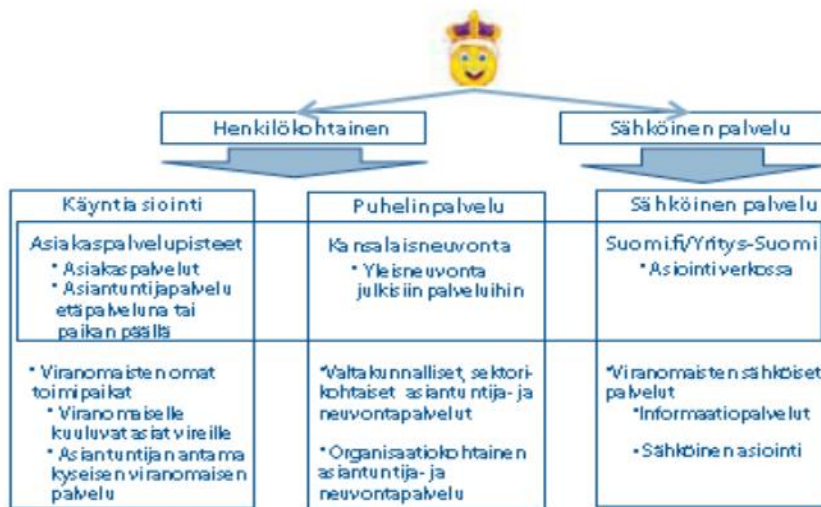 Henkilökohtainen
Sähköinen palvelu
Käyntiasiointi
Asiakaspalvelupisteet
• Asiakaspalvelut
• Asiantuntijapalvelu
etäpalveluna tai
paikan päällä
• Viranomaisten omat
toimipaikat
• Viranomaiselle
kuuluvat asiat vireille
• Asiantuntijan antama
kyseisen viranomaisen
palvelu
Puhelinpalvelu
Kansalaisneuvonta
• Yleisneuvonta
julkisiin palveluihin
•Valtakunnalliset, sektori-
kohtaiset asiantuntija- ja
neuvontapalvelut
• Organisaatiokohtainen
asiantuntija- ja
neuvontapalvelu
Sähköinen palvelu
Suomi.fi/Yritys-Suomi
• Asiointi verkossa
•Viranomaisten sähköiset
palvelut
•Informaatiopalvelut
•Sähköinen asiointi